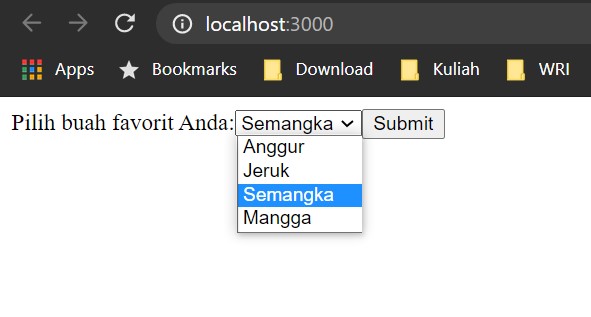 localhost:3000
Apps Bookmarks Download Kuliah WRI
Pilih buah favorit Anda: Semangka Submit
Anggur
Jeruk
Semangka
Mangga